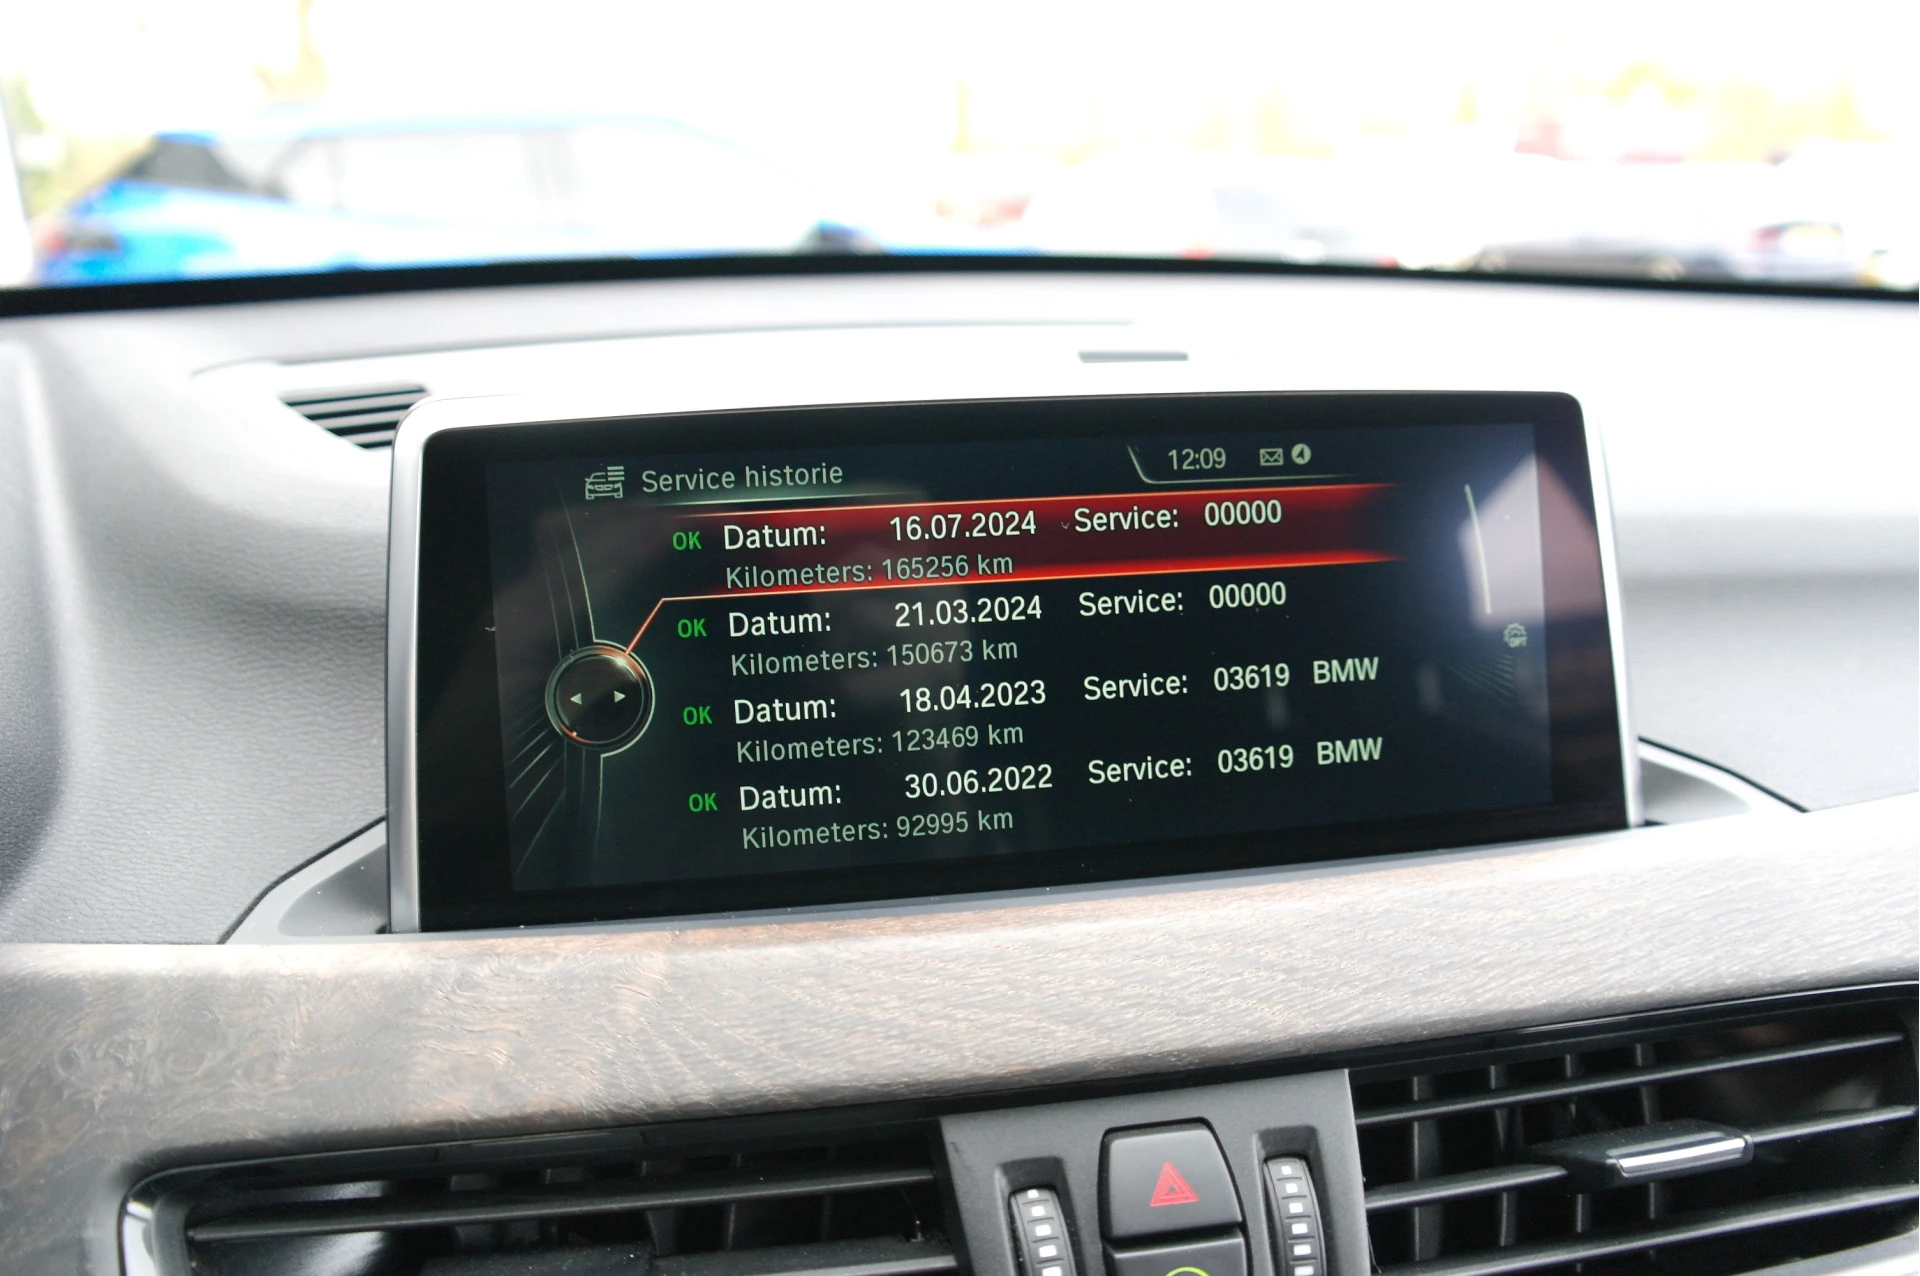 Service historie 12:09
OK Datum: 16.07.2024 Service: 00000
Kilometers: 165256 km
OK Datum: 21.03.2024 Service: 00000
Kilometers: 150673 km
OK Datum: 18.04.2023 Service: 03619 BMW
Kilometers: 123469 km
OK Datum: 30.06.2022 Service: 03619 BMW
Kilometers: 92995 km
OPT